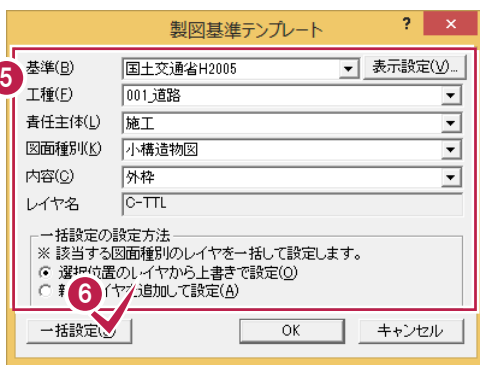 製図基準テンプレート ? ×
5
基準(B) 国土交通省H2005 表示設定(V)...
工種(F) 001_道路
責任主体(L) 施工
図面種別(K) 小構造物図
内容(C) 外枠
レイヤ名 C-TTL
一括設定の設定方法
※ 該当する図面種別のレイヤを一括して設定します。
選択位置のレイヤから上書きで設定(O)
を追加して設定(A)
6
一括設定 OK キャンセル